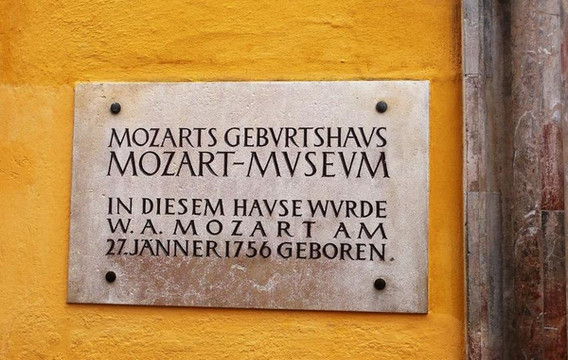 MOZARTS GEBVRTSHAVS
MOZART-MVSEVM
IN DIESEM HAVSE WVRDE
W. A. MOZART AM
27. JÄNNER 1756 GEBOREN.